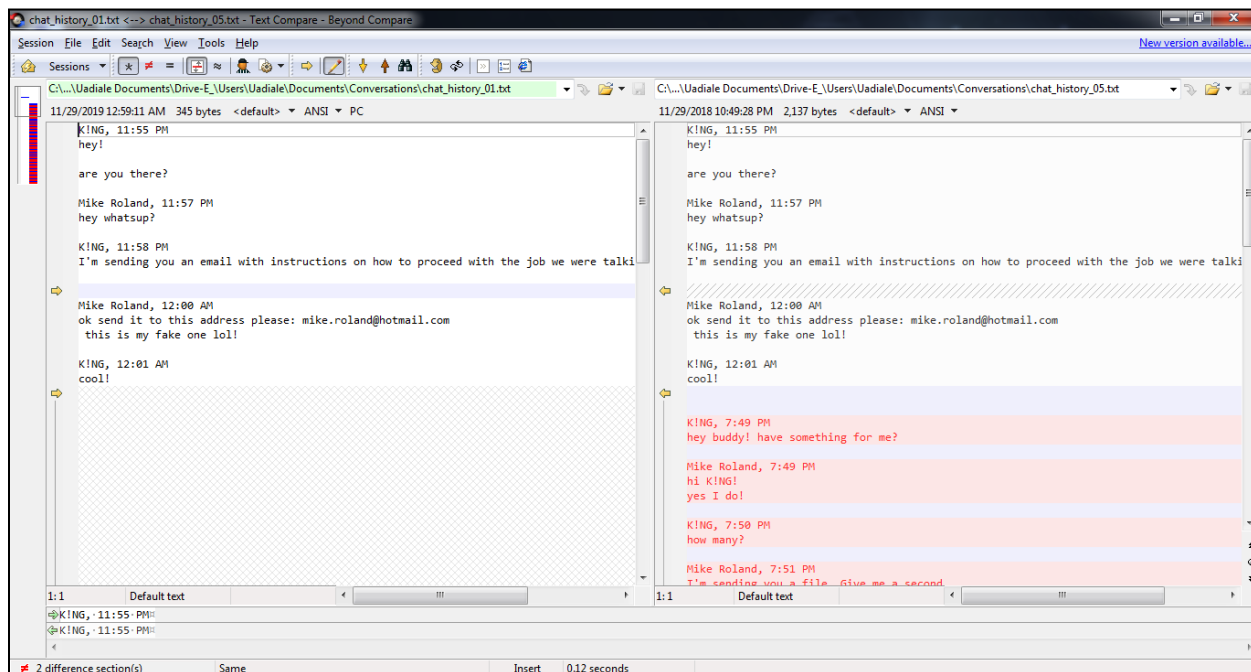 chat_history_01.txt <--> chat_history_05.txt - Text Compare - Beyond Compare
Session File Edit Search View Tools Help
New version available...
Sessions
C:\...\Uadiale Documents\Drive-E_\Users\Uadiale\Documents\Conversations\chat_history_01.txt
11/29/2019 12:59:11 AM 345 bytes <default> ANSI PC
K!NG, 11:55 PM
hey!
are you there?
Mike Roland, 11:57 PM
hey whatsup?
K!NG, 11:58 PM
I'm sending you an email with instructions on how to proceed with the job we were talki
Mike Roland, 12:00 AM
ok send it to this address please: mike.roland@hotmail.com
this is my fake one lol!
K!NG, 12:01 AM
cool!
1:1 Default text
C:\...\Uadiale Documents\Drive-E_\Users\Uadiale\Documents\Conversations\chat_history_05.txt
11/29/2018 10:49:28 PM 2,137 bytes <default> ANSI
K!NG, 11:55 PM
hey!
are you there?
Mike Roland, 11:57 PM
hey whatsup?
K!NG, 11:58 PM
I'm sending you an email with instructions on how to proceed with the job we were talki
Mike Roland, 12:00 AM
ok send it to this address please: mike.roland@hotmail.com
this is my fake one lol!
K!NG, 12:01 AM
cool!
K!NG, 7:49 PM
hey buddy! have something for me?
Mike Roland, 7:49 PM
hi K!NG!
yes I do!
K!NG, 7:50 PM
how many?
Mike Roland, 7:51 PM
I'm sending you a file. Give me a second
1:1 Default text
K!NG,·11:55·PM¤
K!NG,·11:55·PM¤
2 difference section(s) Same Insert 0.12 seconds